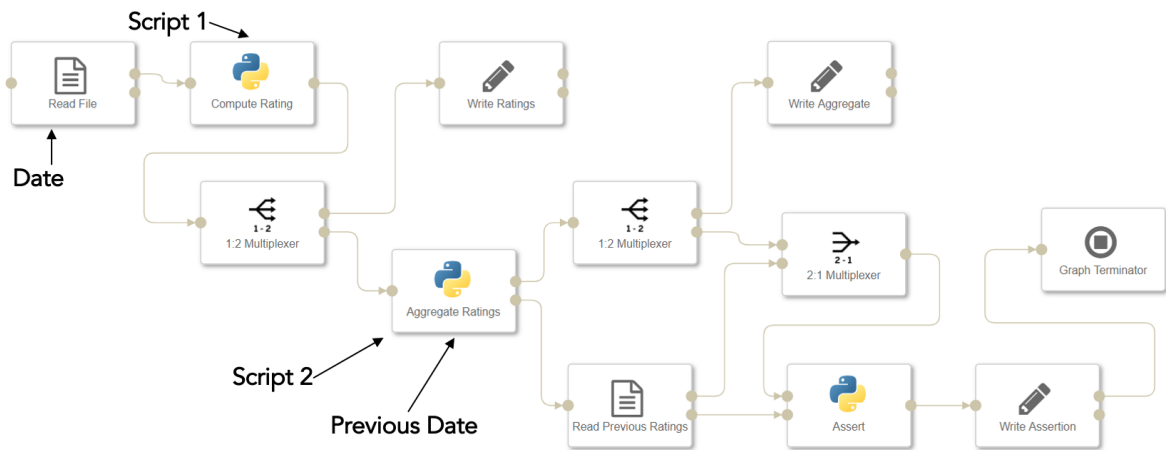 Script 1
Read File
Compute Rating
Write Ratings
Write Aggregate
Date
1 - 2
1:2 Multiplexer
1 - 2
1:2 Multiplexer
2 - 1
2:1 Multiplexer
Graph Terminator
Aggregate Ratings
Script 2
Previous Date
Read Previous Ratings
Assert
Write Assertion